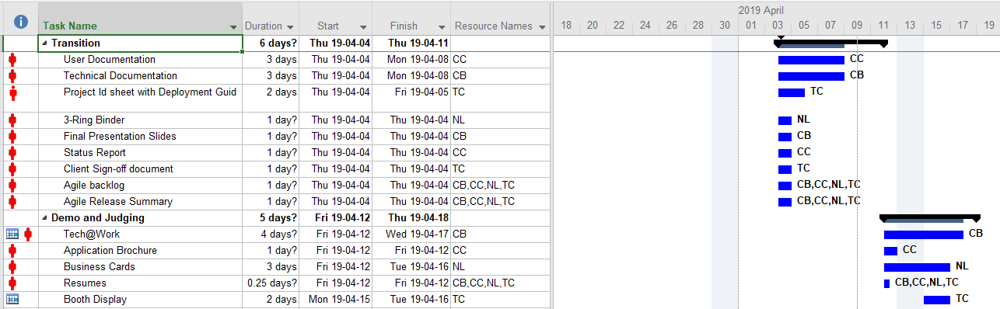 2019 April
Task Name Duration Start Finish Resource Names 18 20 22 24 26 28 30 01 03 05 07 09 11 13 15 17 19
Transition 6 days? Thu 19-04-04 Thu 19-04-11
User Documentation 3 days Thu 19-04-04 Mon 19-04-08 CC CC
Technical Documentation 3 days Thu 19-04-04 Mon 19-04-08 CB CB
Project Id sheet with Deployment Guid 2 days Thu 19-04-04 Fri 19-04-05 TC TC
3-Ring Binder 1 day? Thu 19-04-04 Thu 19-04-04 NL NL
Final Presentation Slides 1 day? Thu 19-04-04 Thu 19-04-04 CB CB
Status Report 1 day? Thu 19-04-04 Thu 19-04-04 CC CC
Client Sign-off document 1 day? Thu 19-04-04 Thu 19-04-04 TC TC
Agile backlog 1 day? Thu 19-04-04 Thu 19-04-04 CB,CC,NL,TC CB,CC,NL,TC
Agile Release Summary 1 day? Thu 19-04-04 Thu 19-04-04 CB,CC,NL,TC CB,CC,NL,TC
Demo and Judging 5 days? Fri 19-04-12 Thu 19-04-18
Tech@Work 4 days? Fri 19-04-12 Wed 19-04-17 CB CB
Application Brochure 1 day? Fri 19-04-12 Fri 19-04-12 CC CC
Business Cards 3 days Fri 19-04-12 Tue 19-04-16 NL NL
Resumes 0.25 days? Fri 19-04-12 Fri 19-04-12 CB,CC,NL,TC CB,CC,NL,TC
Booth Display 2 days Mon 19-04-15 Tue 19-04-16 TC TC